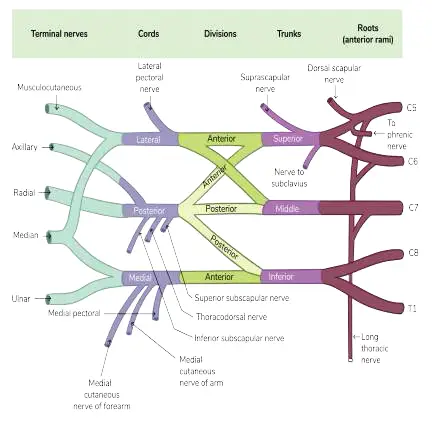 Terminal nerves Cords Divisions Trunks Roots
(anterior rami)
Dorsal scapular
nerve
Lateral
pectoral
nerve
Suprascapular
nerve
Musculocutaneous
C5
To
phrenic
nerve
Axillary
Lateral
Anterior
Superior
C6
Nerve to
subclavius
Anterior
Radial
Posterior
Posterior
Middle
C7
Median
Posterior
C8
Medial
Anterior
Inferior
Ulnar
Superior subscapular nerve
T1
Medial pectoral
Thoracodorsal nerve
Inferior subscapular nerve
Long
thoracic
nerve
Medial
cutaneous
nerve of arm
Medial
cutaneous
nerve of forearm